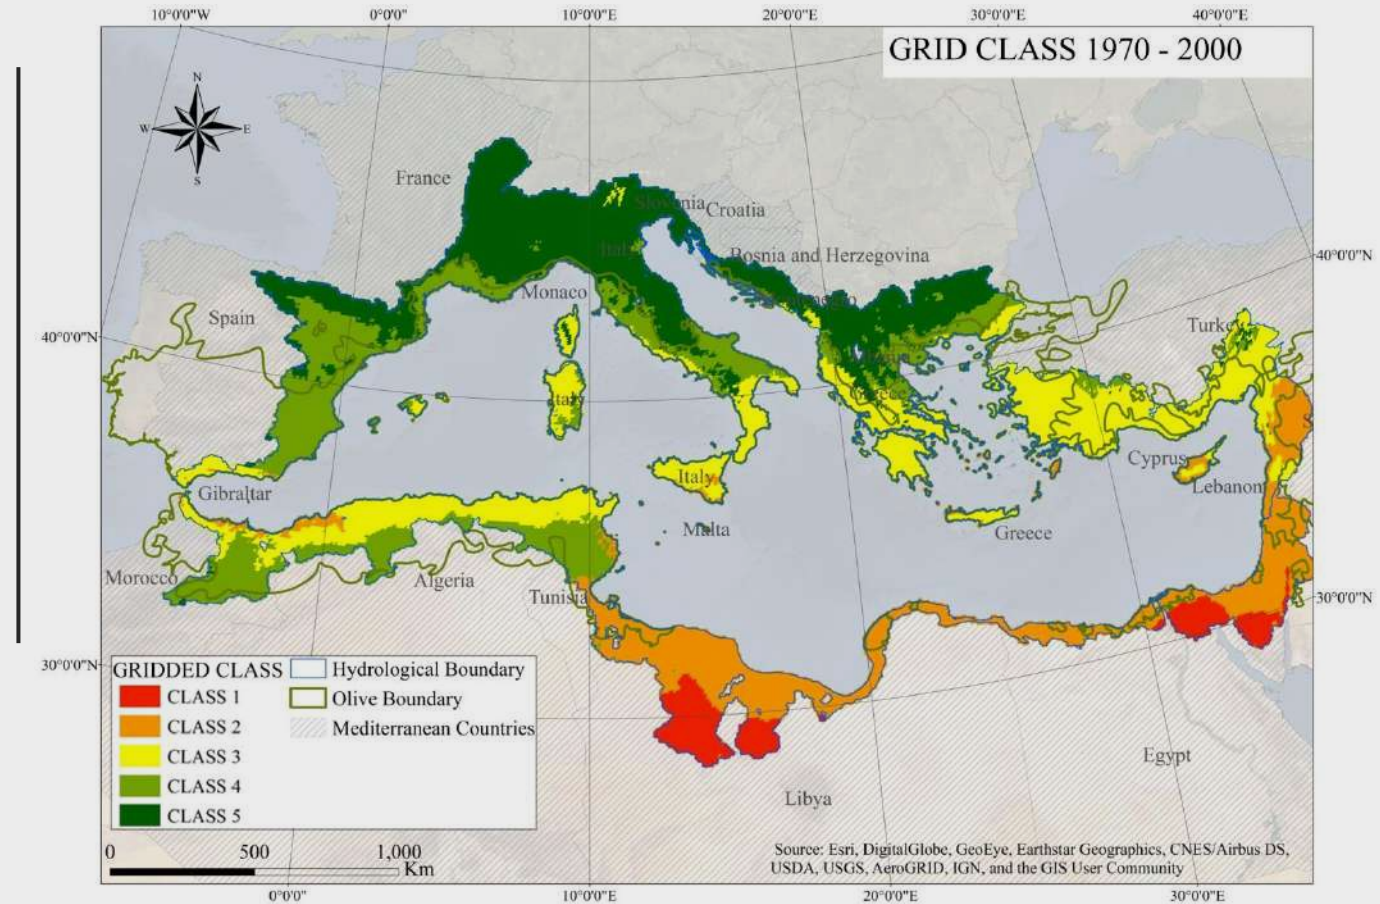 10°0'0"W 0°0'0" 10°0'0"E 20°0'0"E 30°0'0"E 40°0'0"E
GRID CLASS 1970 - 2000
N
W E
S
France
Slovenia
Croatia
Italy
Bosnia and Herzegovina
40°0'0"N
Monaco
Spain
Turkey
40°0'0"N
Greece
Italy
Italy
Cyprus
Gibraltar
Lebanon
Malta
Greece
Morocco
Algeria
Tunisia
30°0'0"N
30°0'0"N
GRIDDED CLASS
CLASS 1
CLASS 2
CLASS 3
CLASS 4
CLASS 5
Hydrological Boundary
Olive Boundary
Mediterranean Countries
Egypt
Libya
0 500 1,000
Km
Source: Esri, DigitalGlobe, GeoEye, Earthstar Geographics, CNES/Airbus DS,
USDA, USGS, AeroGRID, IGN, and the GIS User Community
0°0'0" 10°0'0"E 20°0'0"E 30°0'0"E